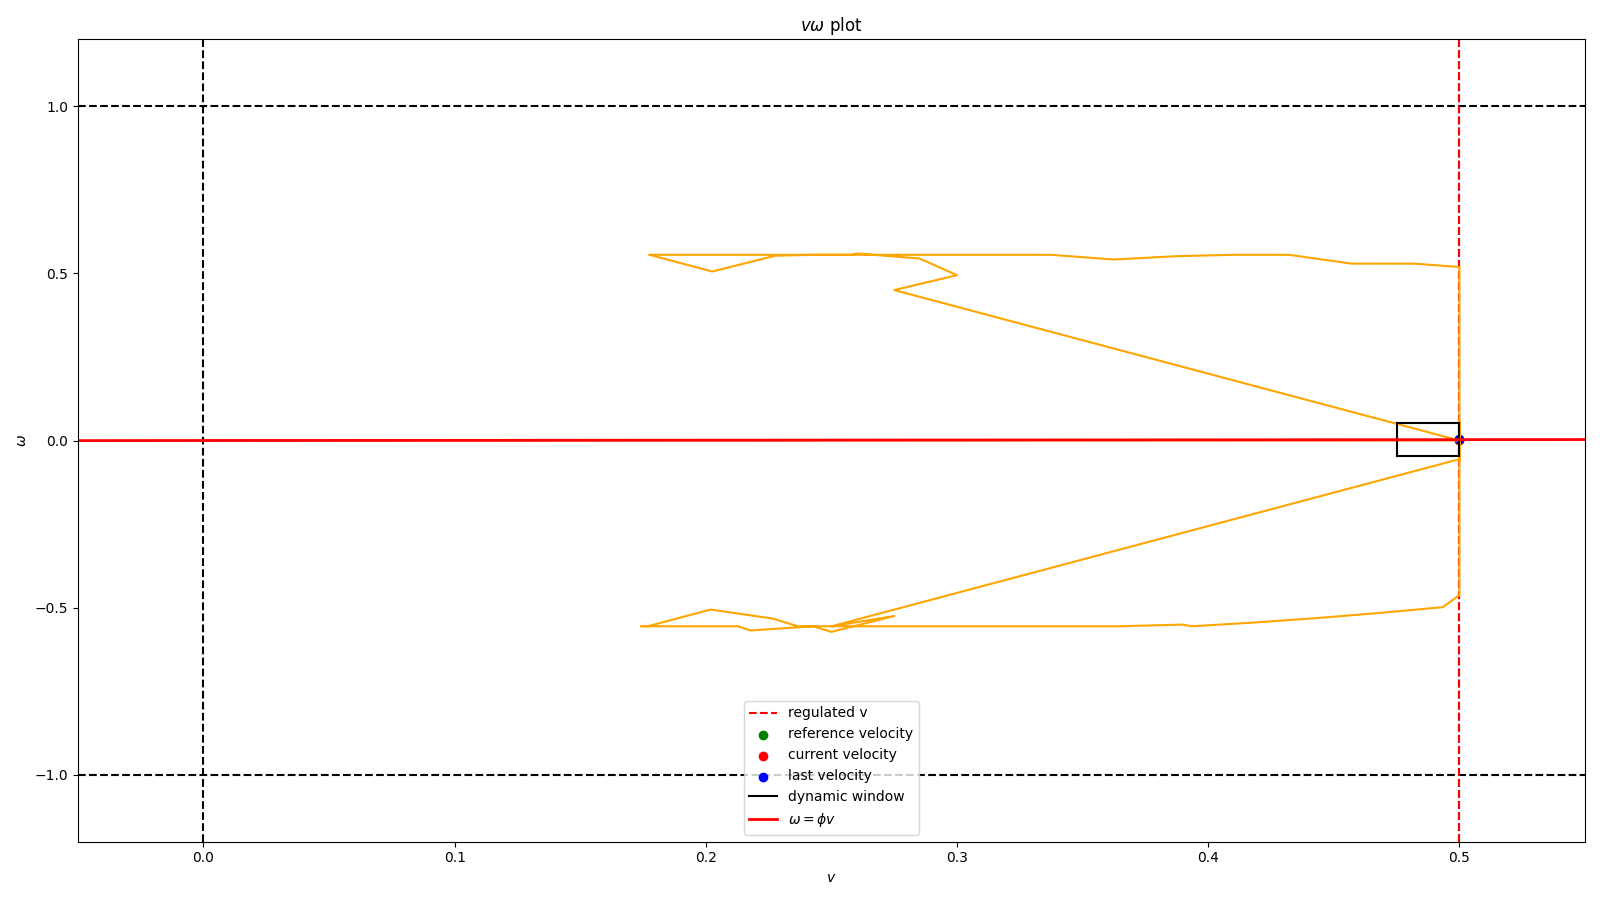 vω plot
1.0
0.5
0.0
−0.5
−1.0
ω
regulated v
reference velocity
current velocity
last velocity
dynamic window
ω = ϕv
0.0 0.1 0.2 0.3 0.4 0.5
v